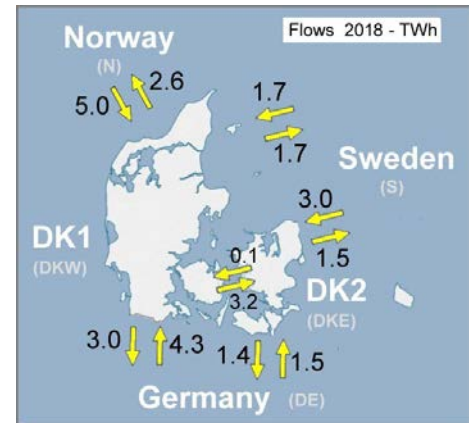 Flows 2018 - TWh
Norway
(N)
2.6
5.0
1.7
1.7
Sweden
(S)
3.0
1.5
DK1
(DKW)
0.1
3.2
DK2
(DKE)
3.0
4.3
1.4
1.5
Germany (DE)